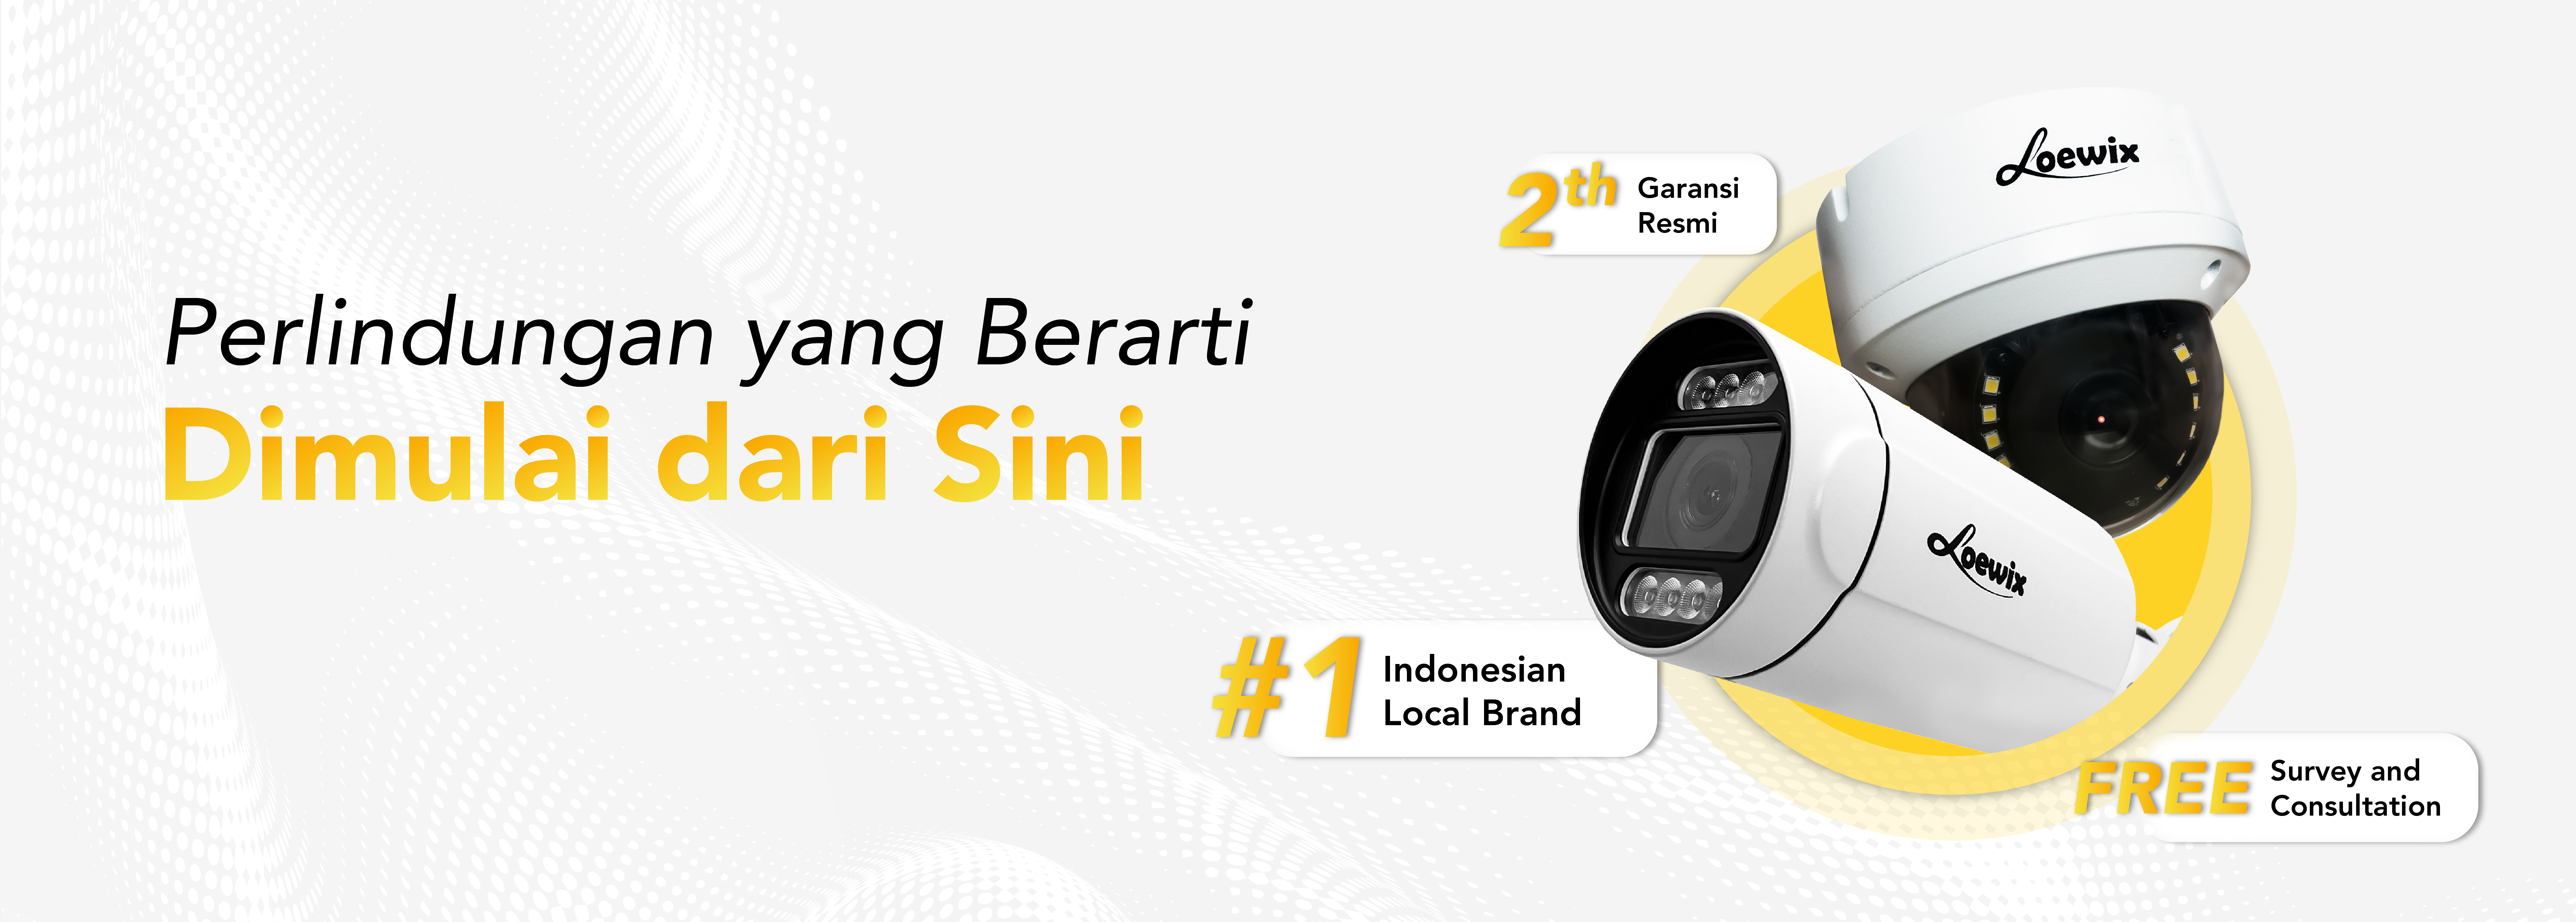 Perlindungan yang Berarti
Dimulai dari Sini
2th
Garansi
Resmi
Loewix
Loewix
#1
Indonesian
Local Brand
FREE
Survey and
Consultation